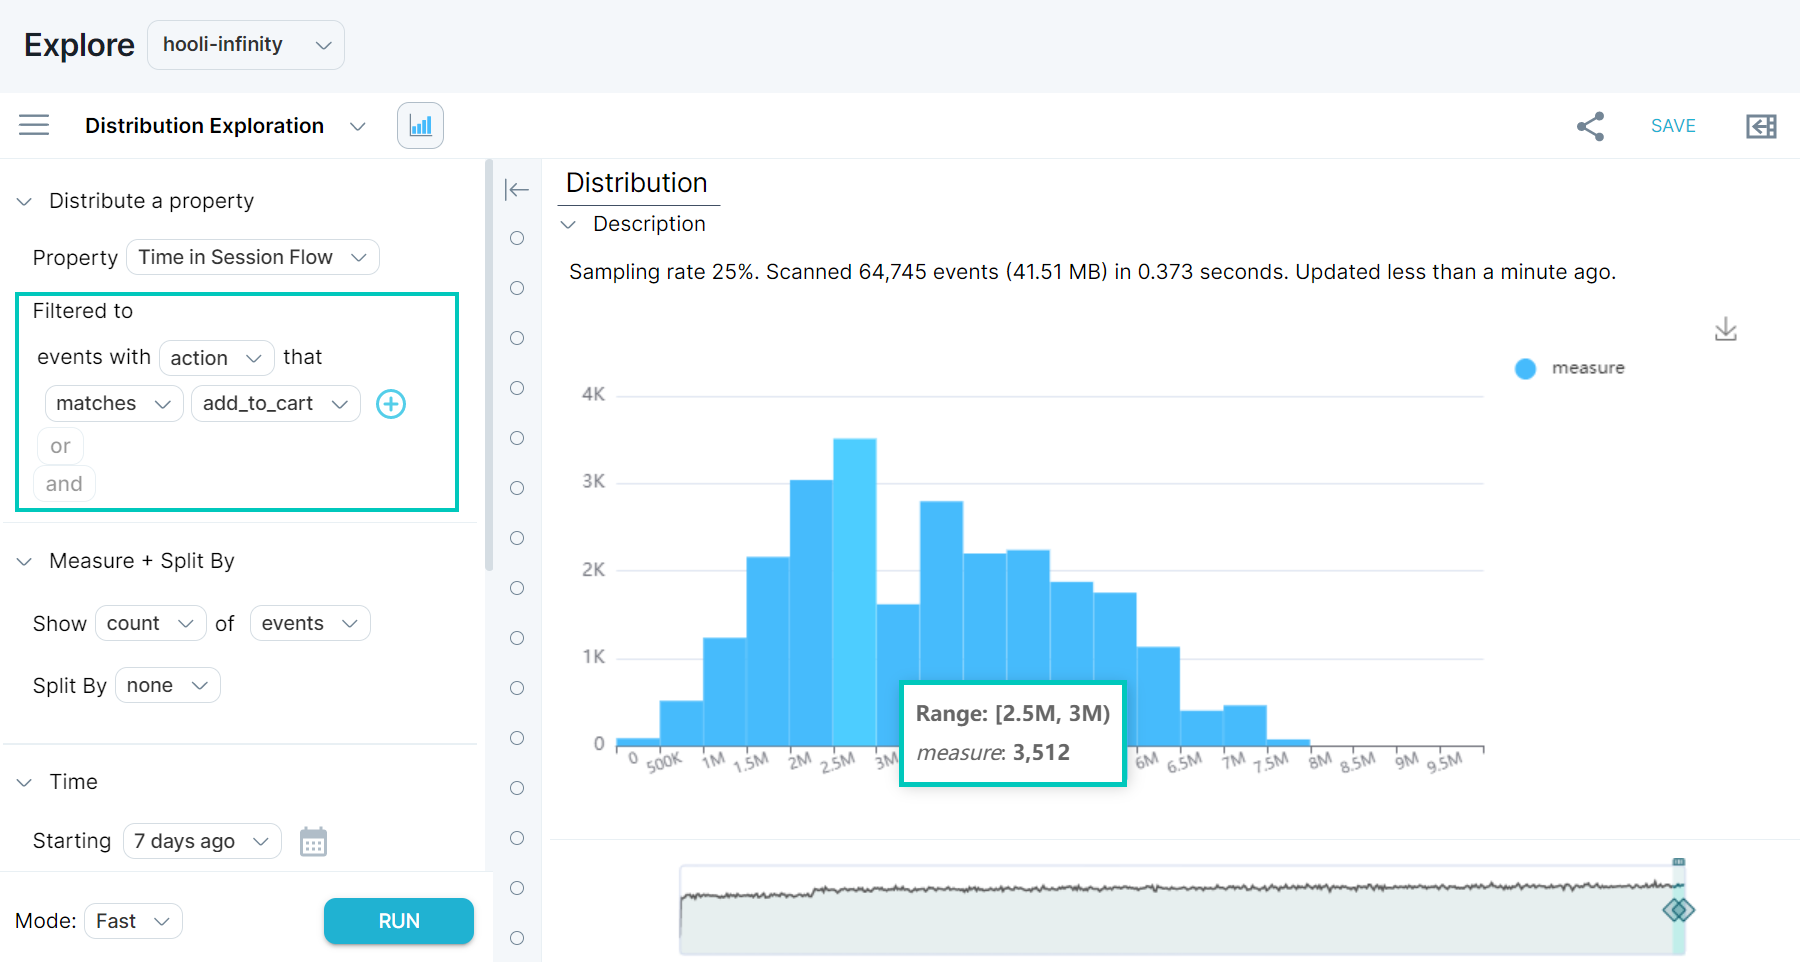 Explore hooli-infinity
Distribution Exploration
SAVE
Distribute a property
Property Time in Session Flow
Filtered to
events with action that
matches add_to_cart
or
and
Measure + Split By
Show count of events
Split By none
Time
Starting 7 days ago
Mode: Fast RUN
Distribution
Description
Sampling rate 25%. Scanned 64,745 events (41.51 MB) in 0.373 seconds. Updated less than a minute ago.
measure
4K
3K
2K
1K
0
0 500K 1M 1.5M 2M 2.5M 3M 6M 6.5M 7M 7.5M 8M 8.5M 9M 9.5M
Range: [2.5M, 3M)
measure: 3,512